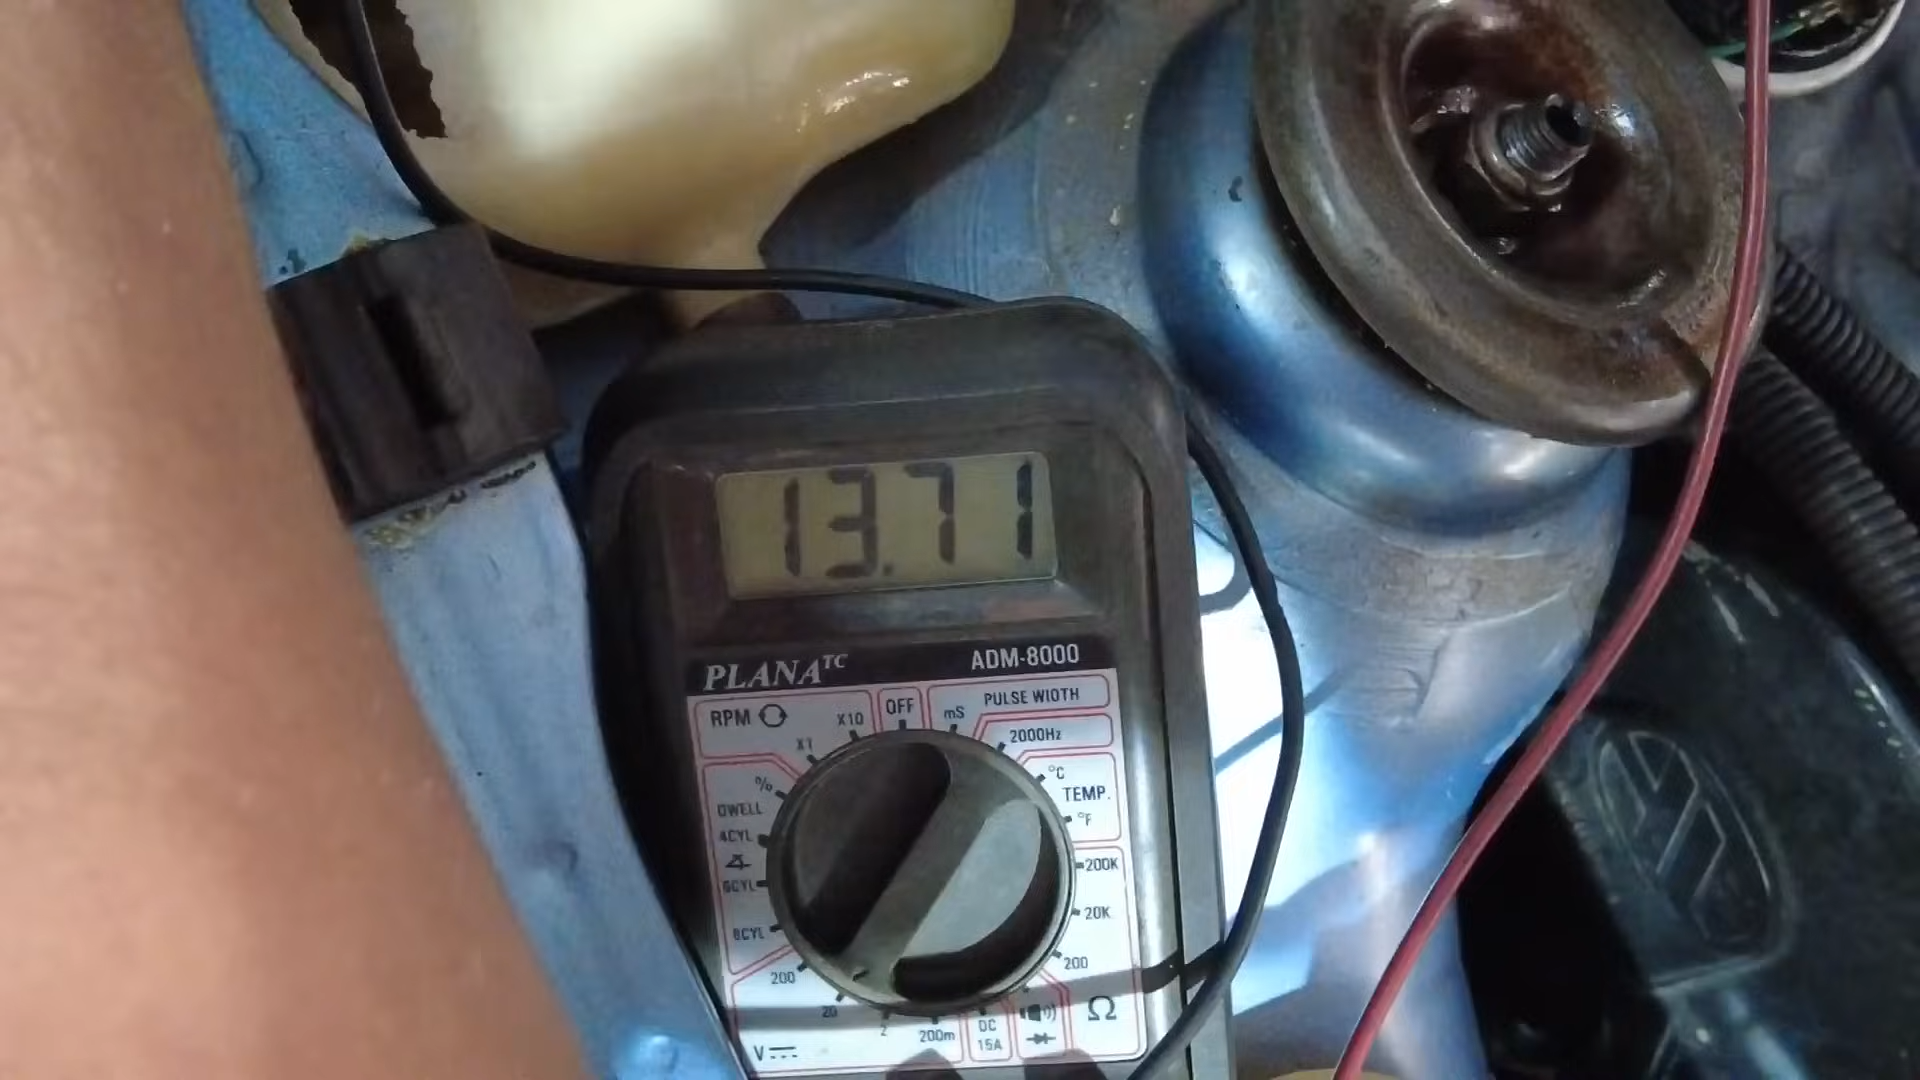 13.71
PLANA TC ADM-8000
RPM X10 OFF mS PULSE WIDTH
X1 2000Hz
% °C
DWELL TEMP.
4CYL °F
6CYL 200K
8CYL 20K
200 200
20 2 200m DC 15A Ω
V